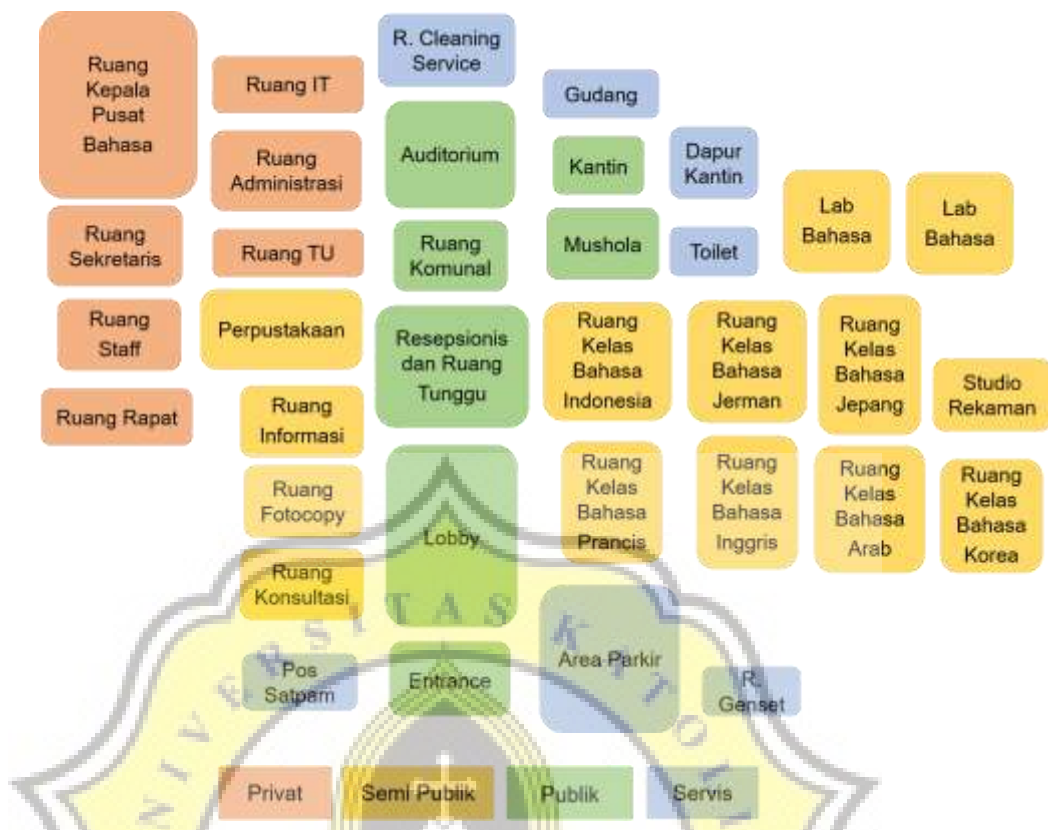 Ruang
Kepala
Pusat
Bahasa
Ruang IT
R. Cleaning
Service
Gudang
Ruang
Administrasi
Auditorium
Kantin
Dapur
Kantin
Lab
Bahasa
Lab
Bahasa
Ruang
Sekretaris
Ruang TU
Ruang
Komunal
Mushola
Toilet
Ruang
Staff
Perpustakaan
Resepsionis
dan Ruang
Tunggu
Ruang
Kelas
Bahasa
Indonesia
Ruang
Kelas
Bahasa
Jerman
Ruang
Kelas
Bahasa
Jepang
Studio
Rekaman
Ruang Rapat
Ruang
Informasi
Ruang
Fotocopy
Lobby
Ruang
Kelas
Bahasa
Prancis
Ruang
Kelas
Bahasa
Inggris
Ruang
Kelas
Bahasa
Arab
Ruang
Kelas
Bahasa
Korea
Ruang
Konsultasi
Pos
Satpam
Entrance
Area Parkir
R.
Genset
Privat
Semi Publik
Publik
Servis
NIVERSITAS KATOLI